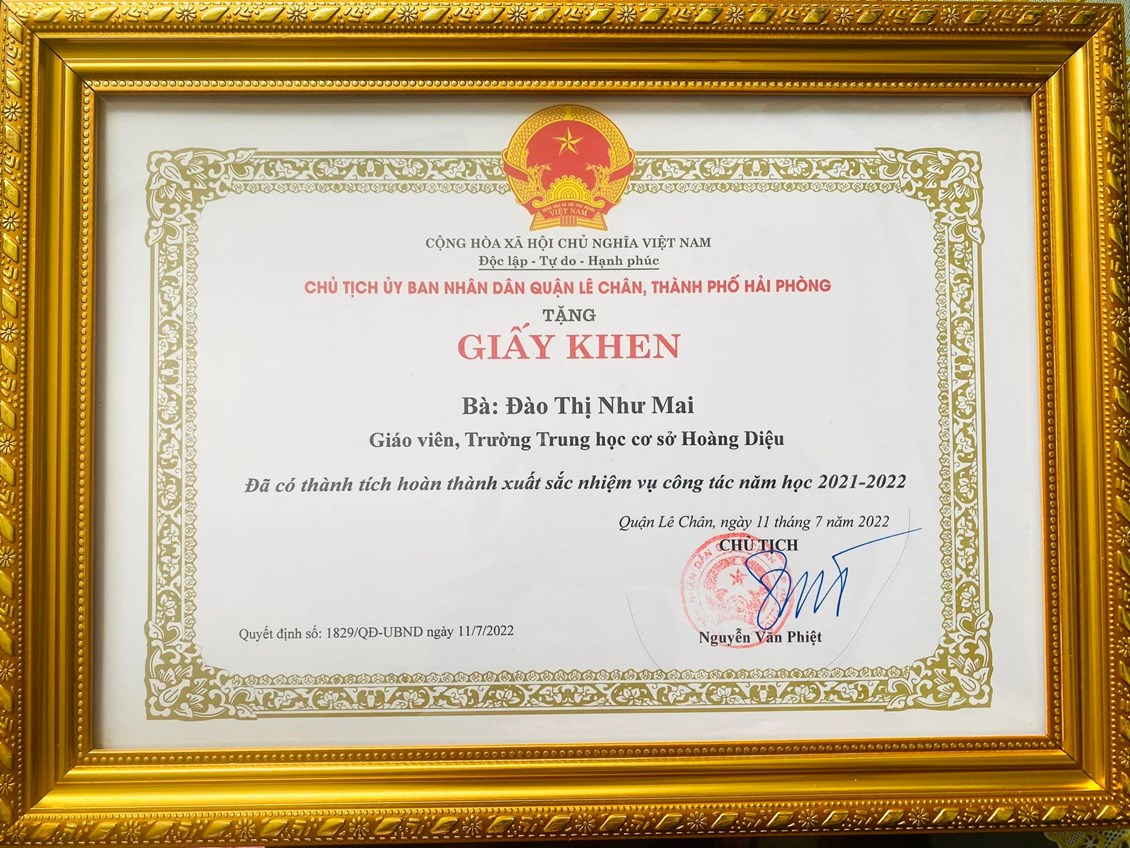 VIỆT NAM
CỘNG HÒA XÃ HỘI CHỦ NGHĨA VIỆT NAM
Độc lập - Tự do - Hạnh phúc
CHỦ TỊCH ỦY BAN NHÂN DÂN QUẬN LÊ CHÂN, THÀNH PHỐ HẢI PHÒNG
TẶNG
GIẤY KHEN
Bà: Đào Thị Như Mai
Giáo viên, Trường Trung học cơ sở Hoàng Diệu
Đã có thành tích hoàn thành xuất sắc nhiệm vụ công tác năm học 2021-2022
Quận Lê Chân, ngày 11 tháng 7 năm 2022
CHỦ TỊCH
NHÂN DÂN
Nguyễn Văn Phiệt
Quyết định số: 1829/QĐ-UBND ngày 11/7/2022